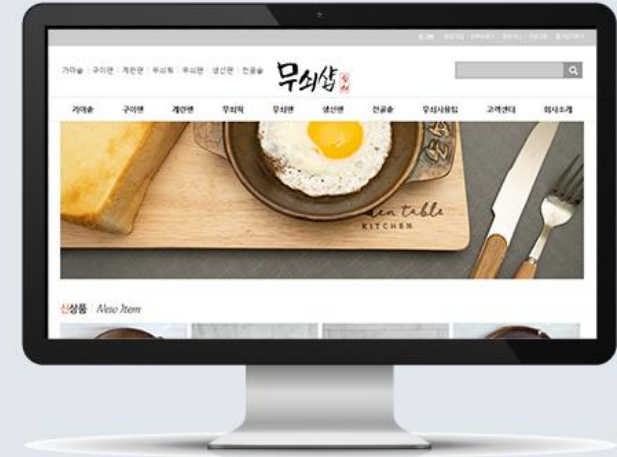 가마솥 구이팬 계란팬 무쇠웍 무쇠팬 생선팬 전골솥
무쇠샵
가마솥 구이팬 계란팬 무쇠웍 무쇠팬 생선팬 전골솥 무쇠사용팁 고객센터 회사소개
den table
KITCHEN
신상품 New Item